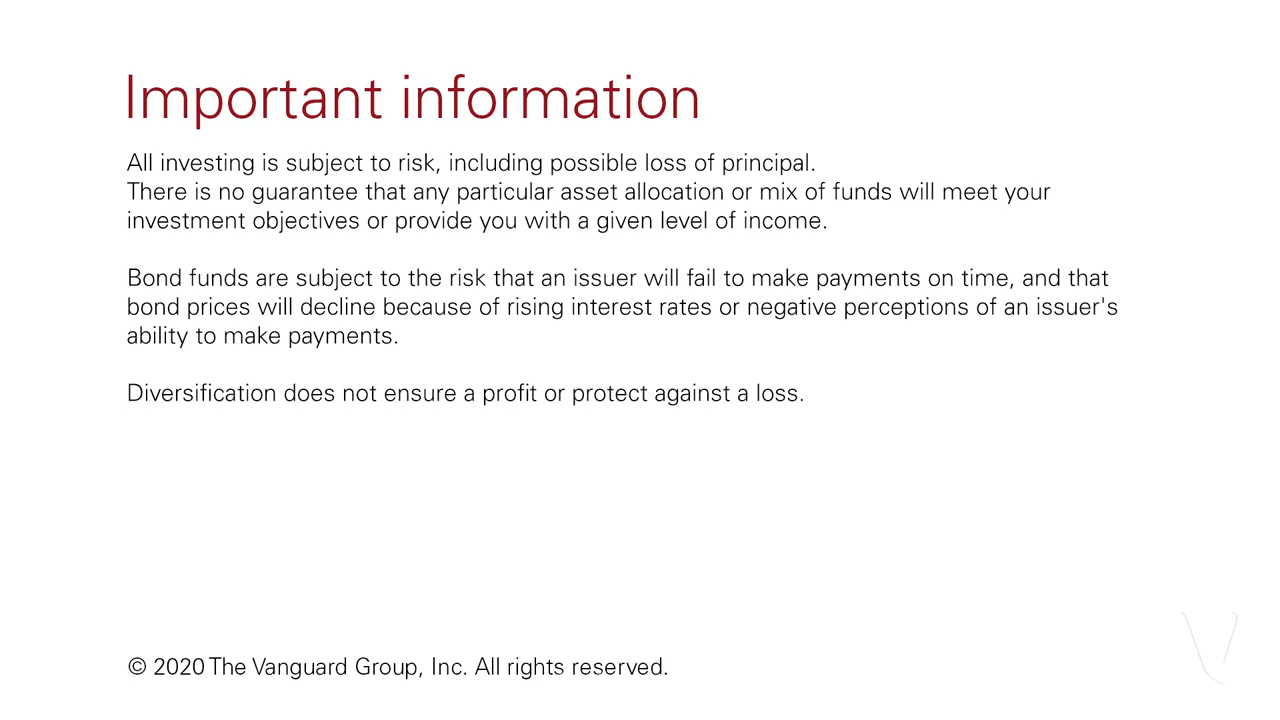 Important information
All investing is subject to risk, including possible loss of principal.
There is no guarantee that any particular asset allocation or mix of funds will meet your
investment objectives or provide you with a given level of income.
Bond funds are subject to the risk that an issuer will fail to make payments on time, and that
bond prices will decline because of rising interest rates or negative perceptions of an issuer's
ability to make payments.
Diversification does not ensure a profit or protect against a loss.
© 2020 The Vanguard Group, Inc. All rights reserved.